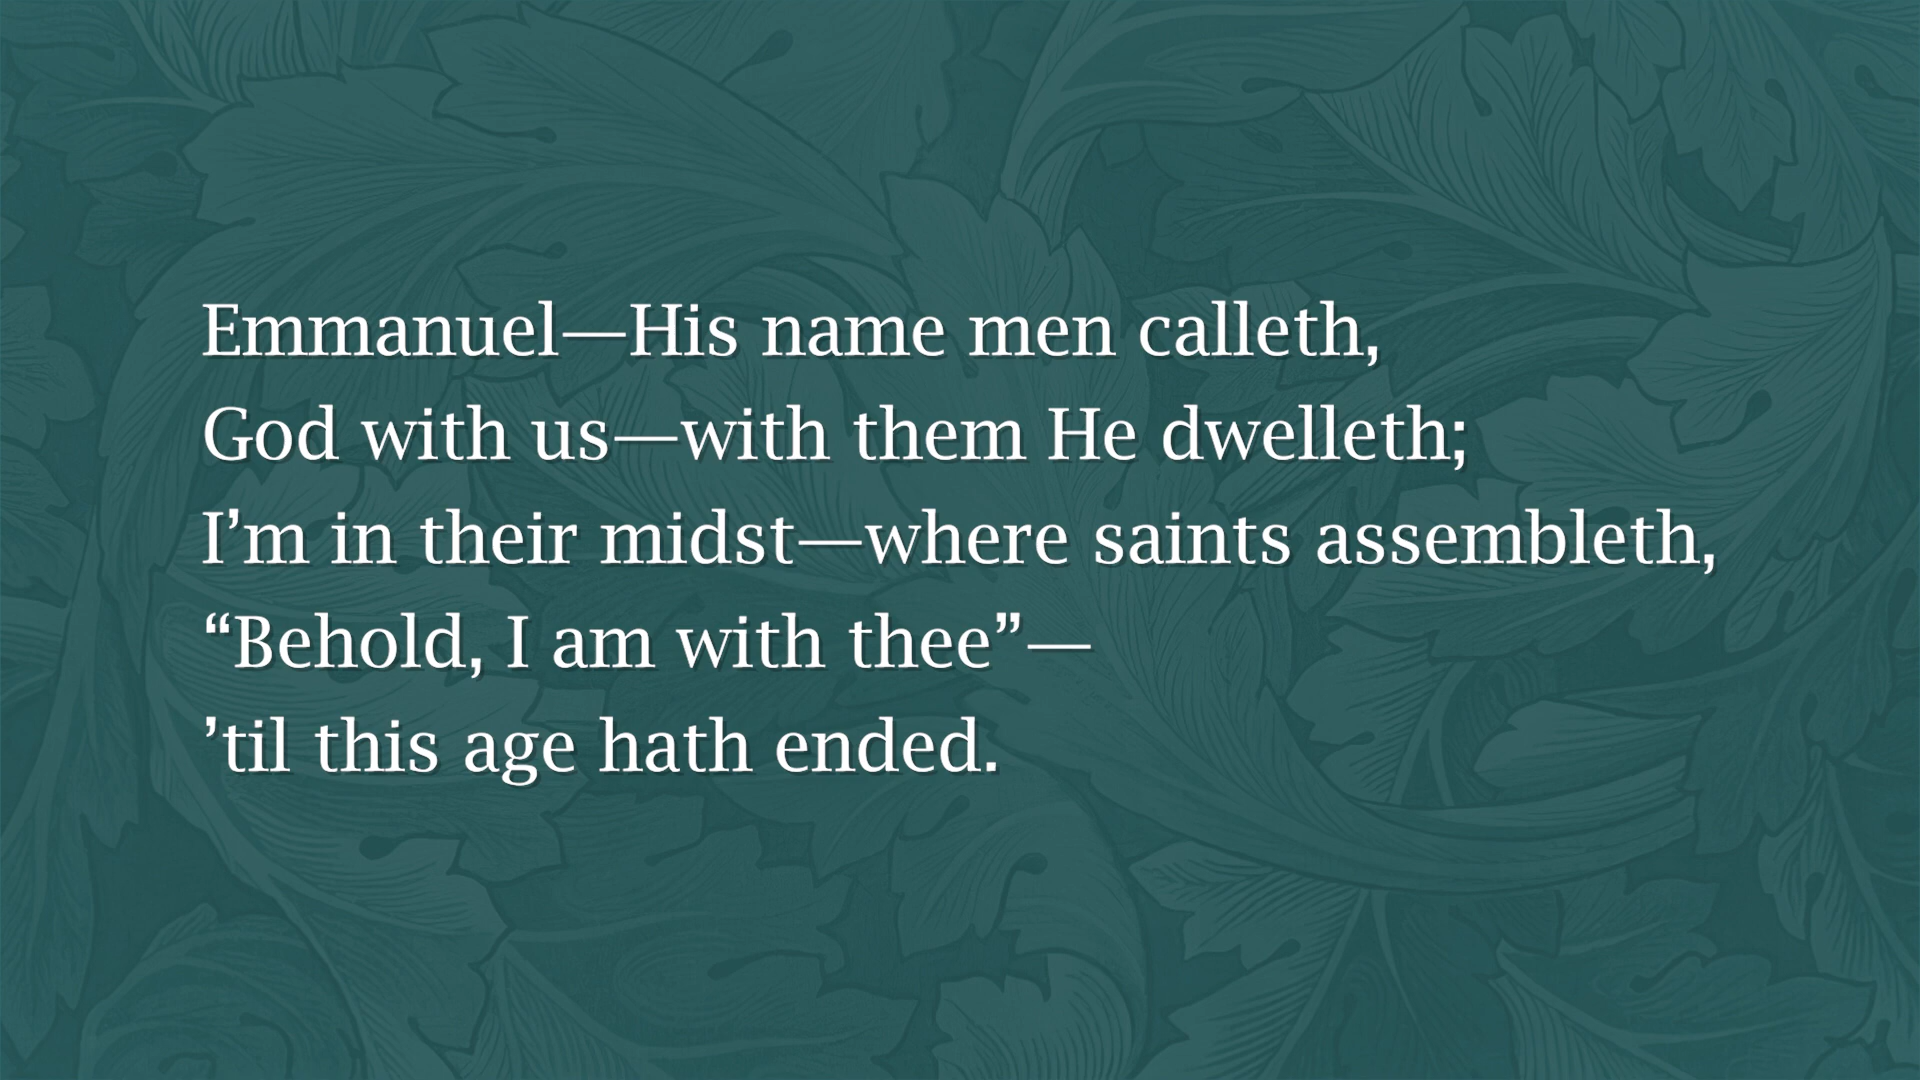 Emmanuel—His name men calleth,
God with us—with them He dwelleth;
I’m in their midst—where saints assembleth,
“Behold, I am with thee”—
’til this age hath ended.